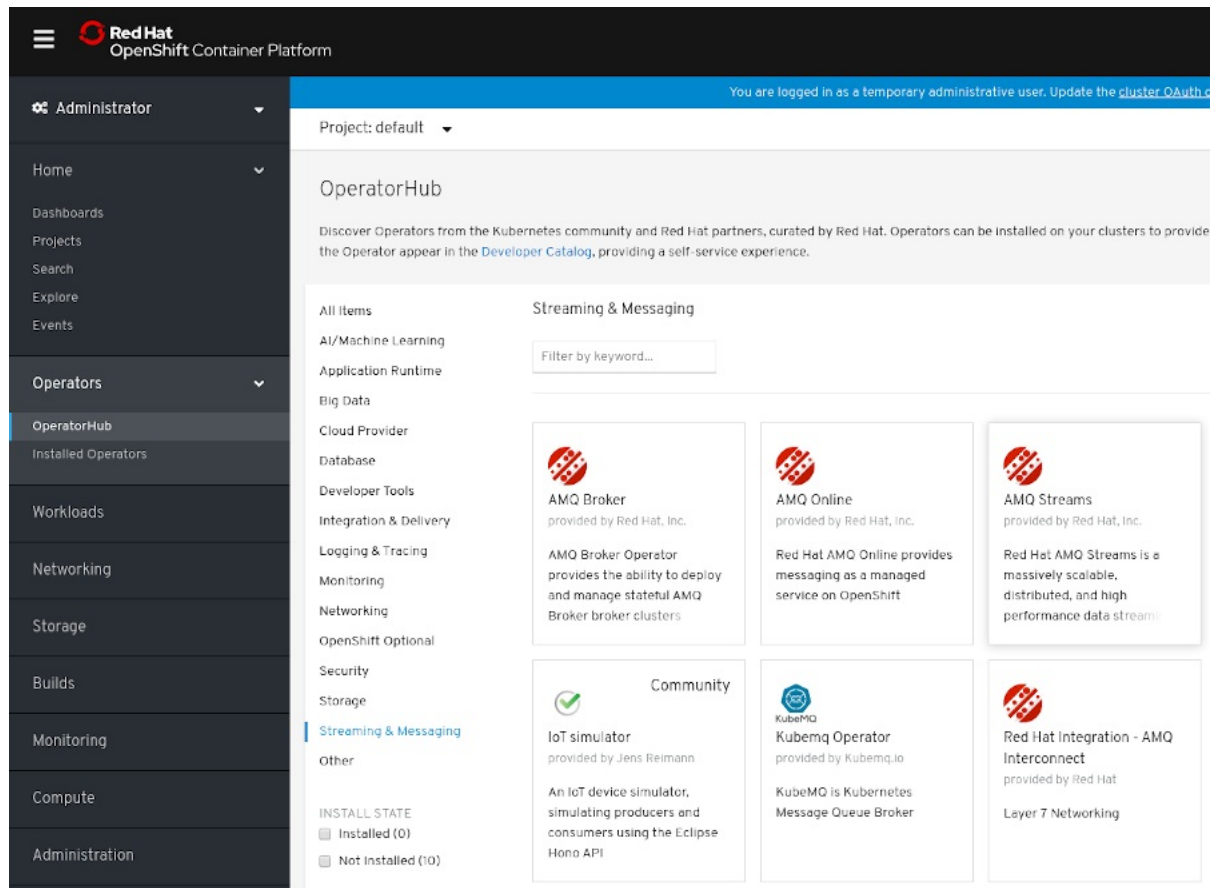 Red Hat
OpenShift Container Platform
Administrator
You are logged in as a temporary administrative user. Update the cluster OAuth
Project: default
Home
Dashboards
Projects
Search
Explore
Events
Operators
OperatorHub
Installed Operators
Workloads
Networking
Storage
Builds
Monitoring
Compute
Administration
OperatorHub
Discover Operators from the Kubernetes community and Red Hat partners, curated by Red Hat. Operators can be installed on your clusters to provide
the Operator appear in the Developer Catalog, providing a self-service experience.
All Items
AI/Machine Learning
Application Runtime
Big Data
Cloud Provider
Database
Developer Tools
Integration & Delivery
Logging & Tracing
Monitoring
Networking
OpenShift Optional
Security
Storage
Streaming & Messaging
Other
INSTALL STATE
Installed (0)
Not Installed (10)
Streaming & Messaging
Filter by keyword...
AMQ Broker
provided by Red Hat, Inc.
AMQ Broker Operator
provides the ability to deploy
and manage stateful AMQ
Broker broker clusters
AMQ Online
provided by Red Hat, Inc.
Red Hat AMQ Online provides
messaging as a managed
service on OpenShift
AMQ Streams
provided by Red Hat, Inc.
Red Hat AMQ Streams is a
massively scalable,
distributed, and high
performance data stream
Community
IoT simulator
provided by Jens Reimann
An IoT device simulator,
simulating producers and
consumers using the Eclipse
Hono API
KubeMQ
Kubemq Operator
provided by Kubemq.io
KubeMQ is Kubernetes
Message Queue Broker
Red Hat Integration - AMQ
Interconnect
provided by Red Hat
Layer 7 Networking